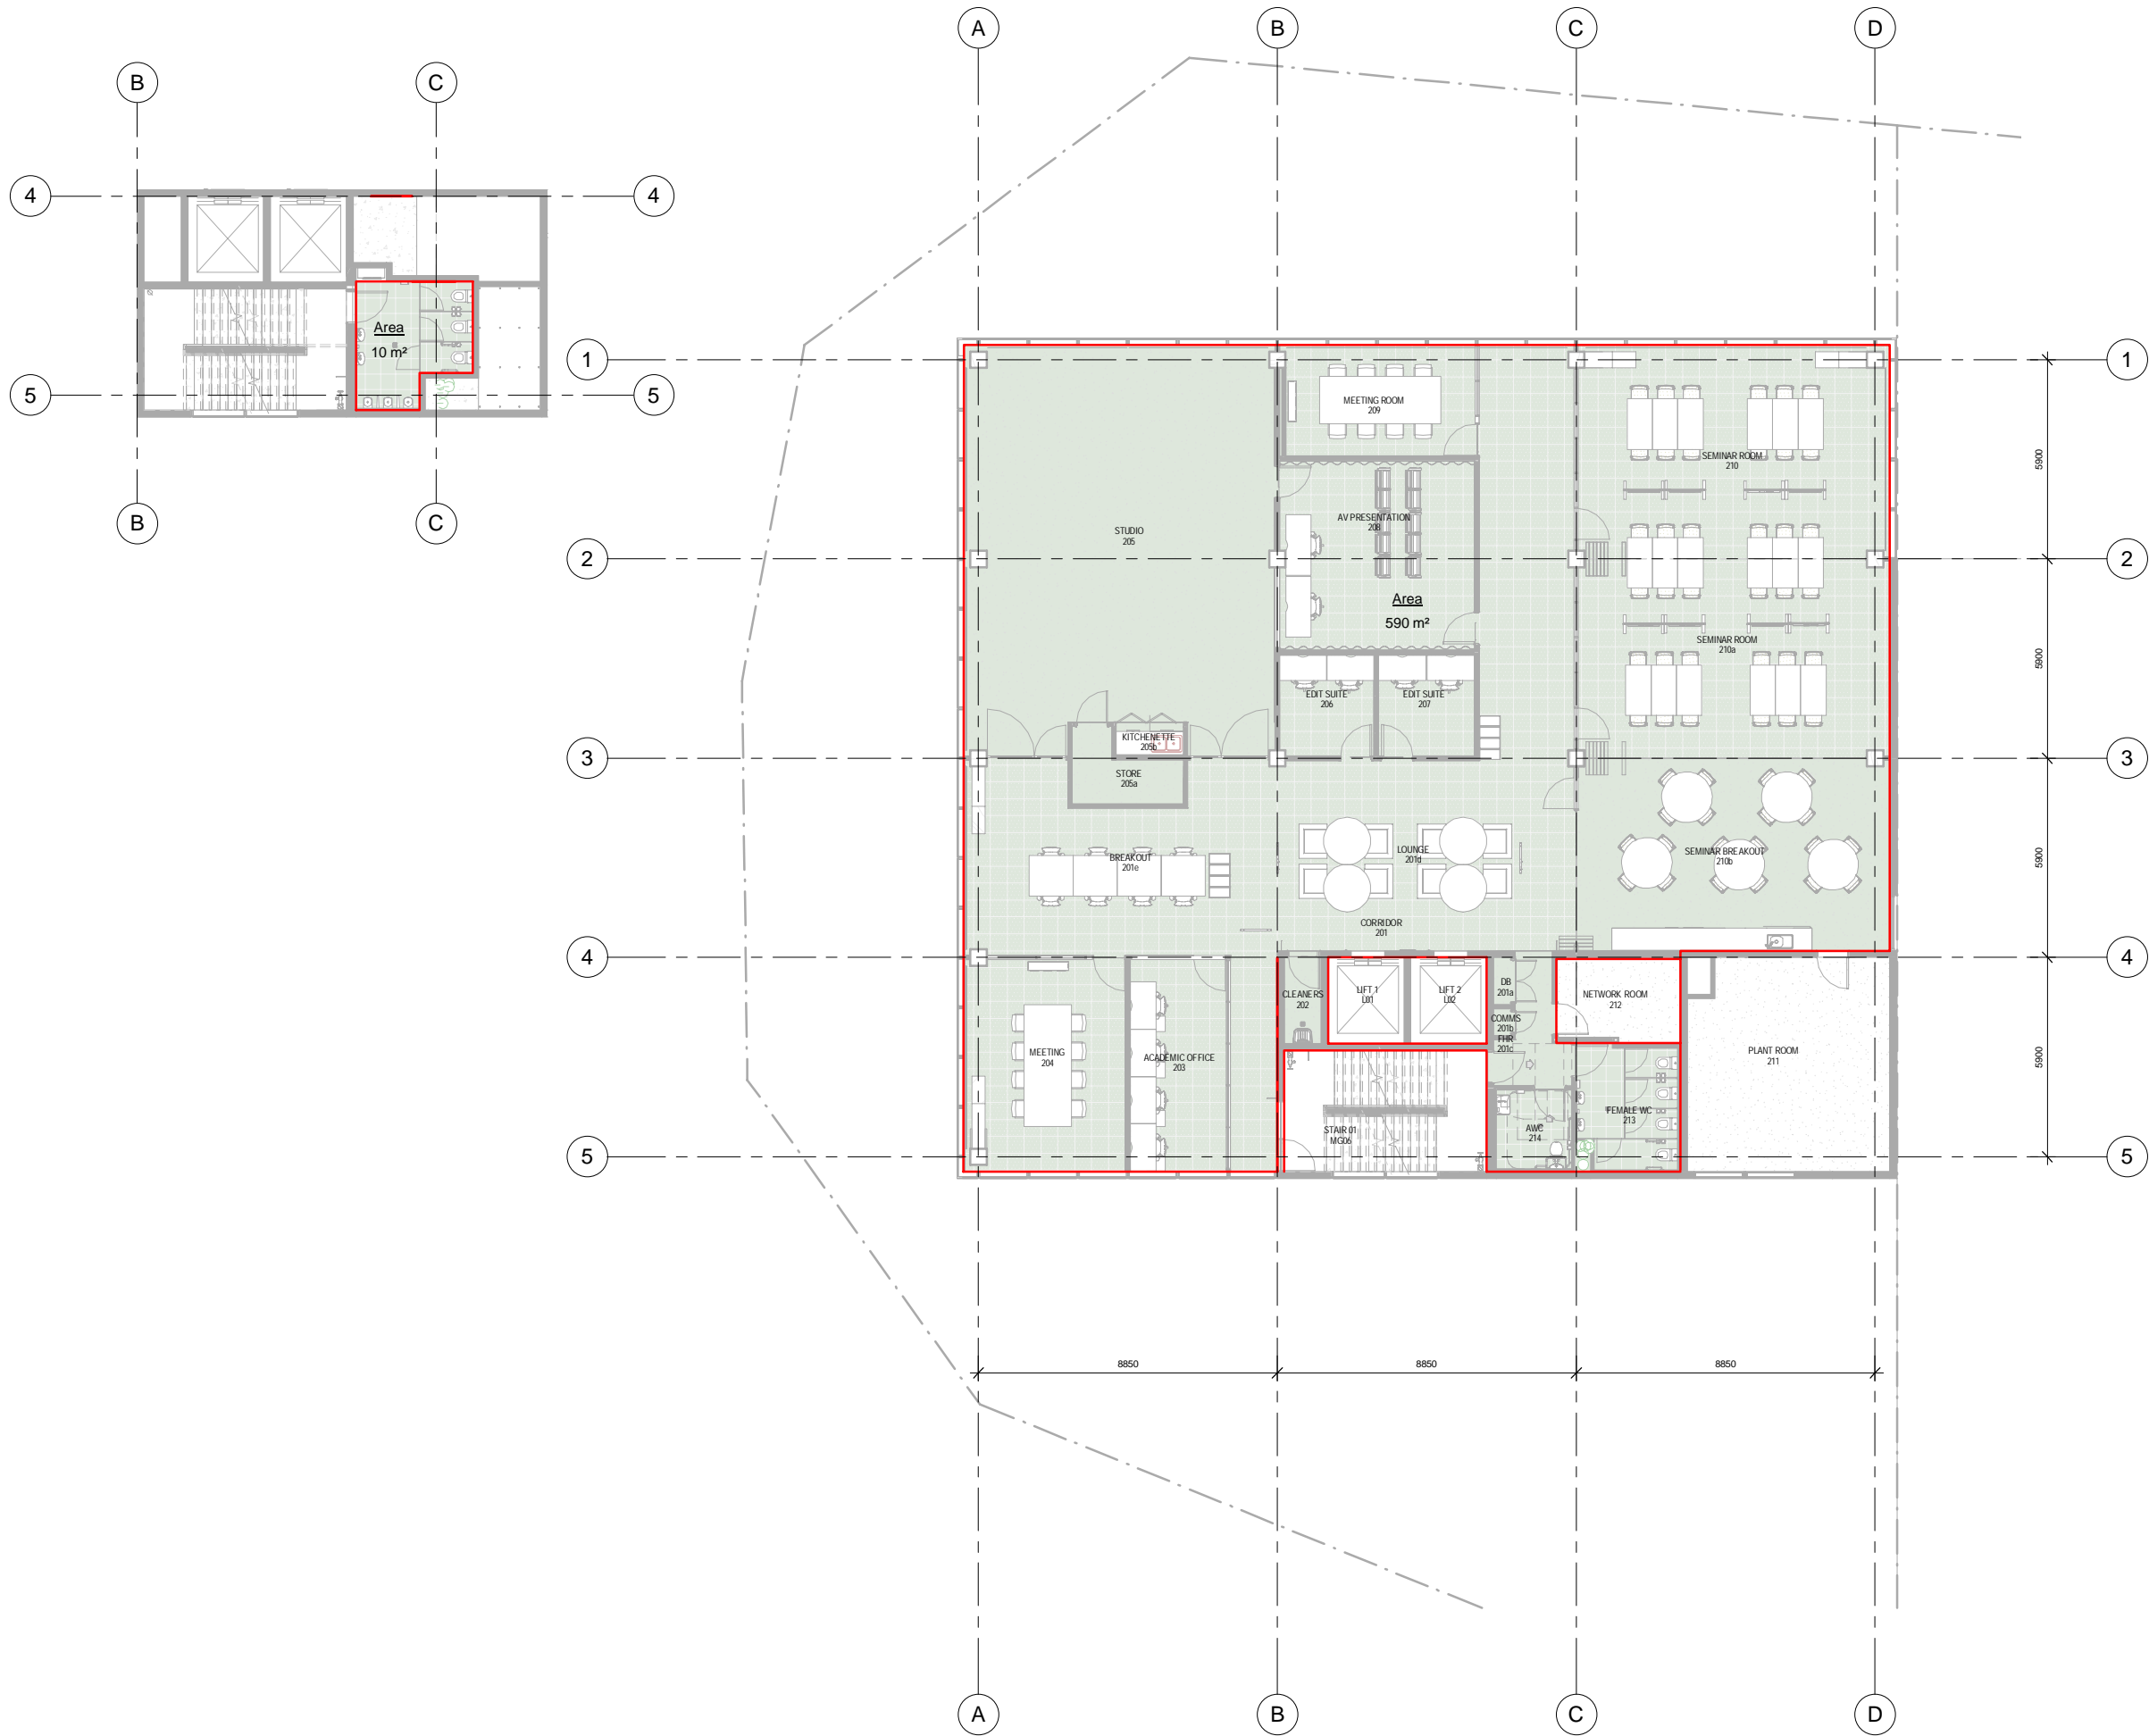 A
B
C
D
B
C
4
4
Area
10 m²
5
5
B
C
1
1
MEETING ROOM
209
SEMINAR ROOM
210
5900
AV PRESENTATION
208
STUDIO
205
2
2
Area
590 m²
SEMINAR ROOM
210a
5900
EDIT SUITE
206
EDIT SUITE
207
KITCHENETTE
205b
3
3
STORE
205a
BREAKOUT
201e
LOUNGE
201d
SEMINAR BREAKOUT
210b
5900
CORRIDOR
201
4
4
CLEANERS
202
LIFT 1
L01
LIFT 2
L02
DB
201a
NETWORK ROOM
212
COMMS
201b
FHR
201c
MEETING
204
ACADEMIC OFFICE
203
PLANT ROOM
211
5900
STAIR 01
MG06
AWC
214
FEMALE WC
213
5
5
8850
8850
8850
A
B
C
D